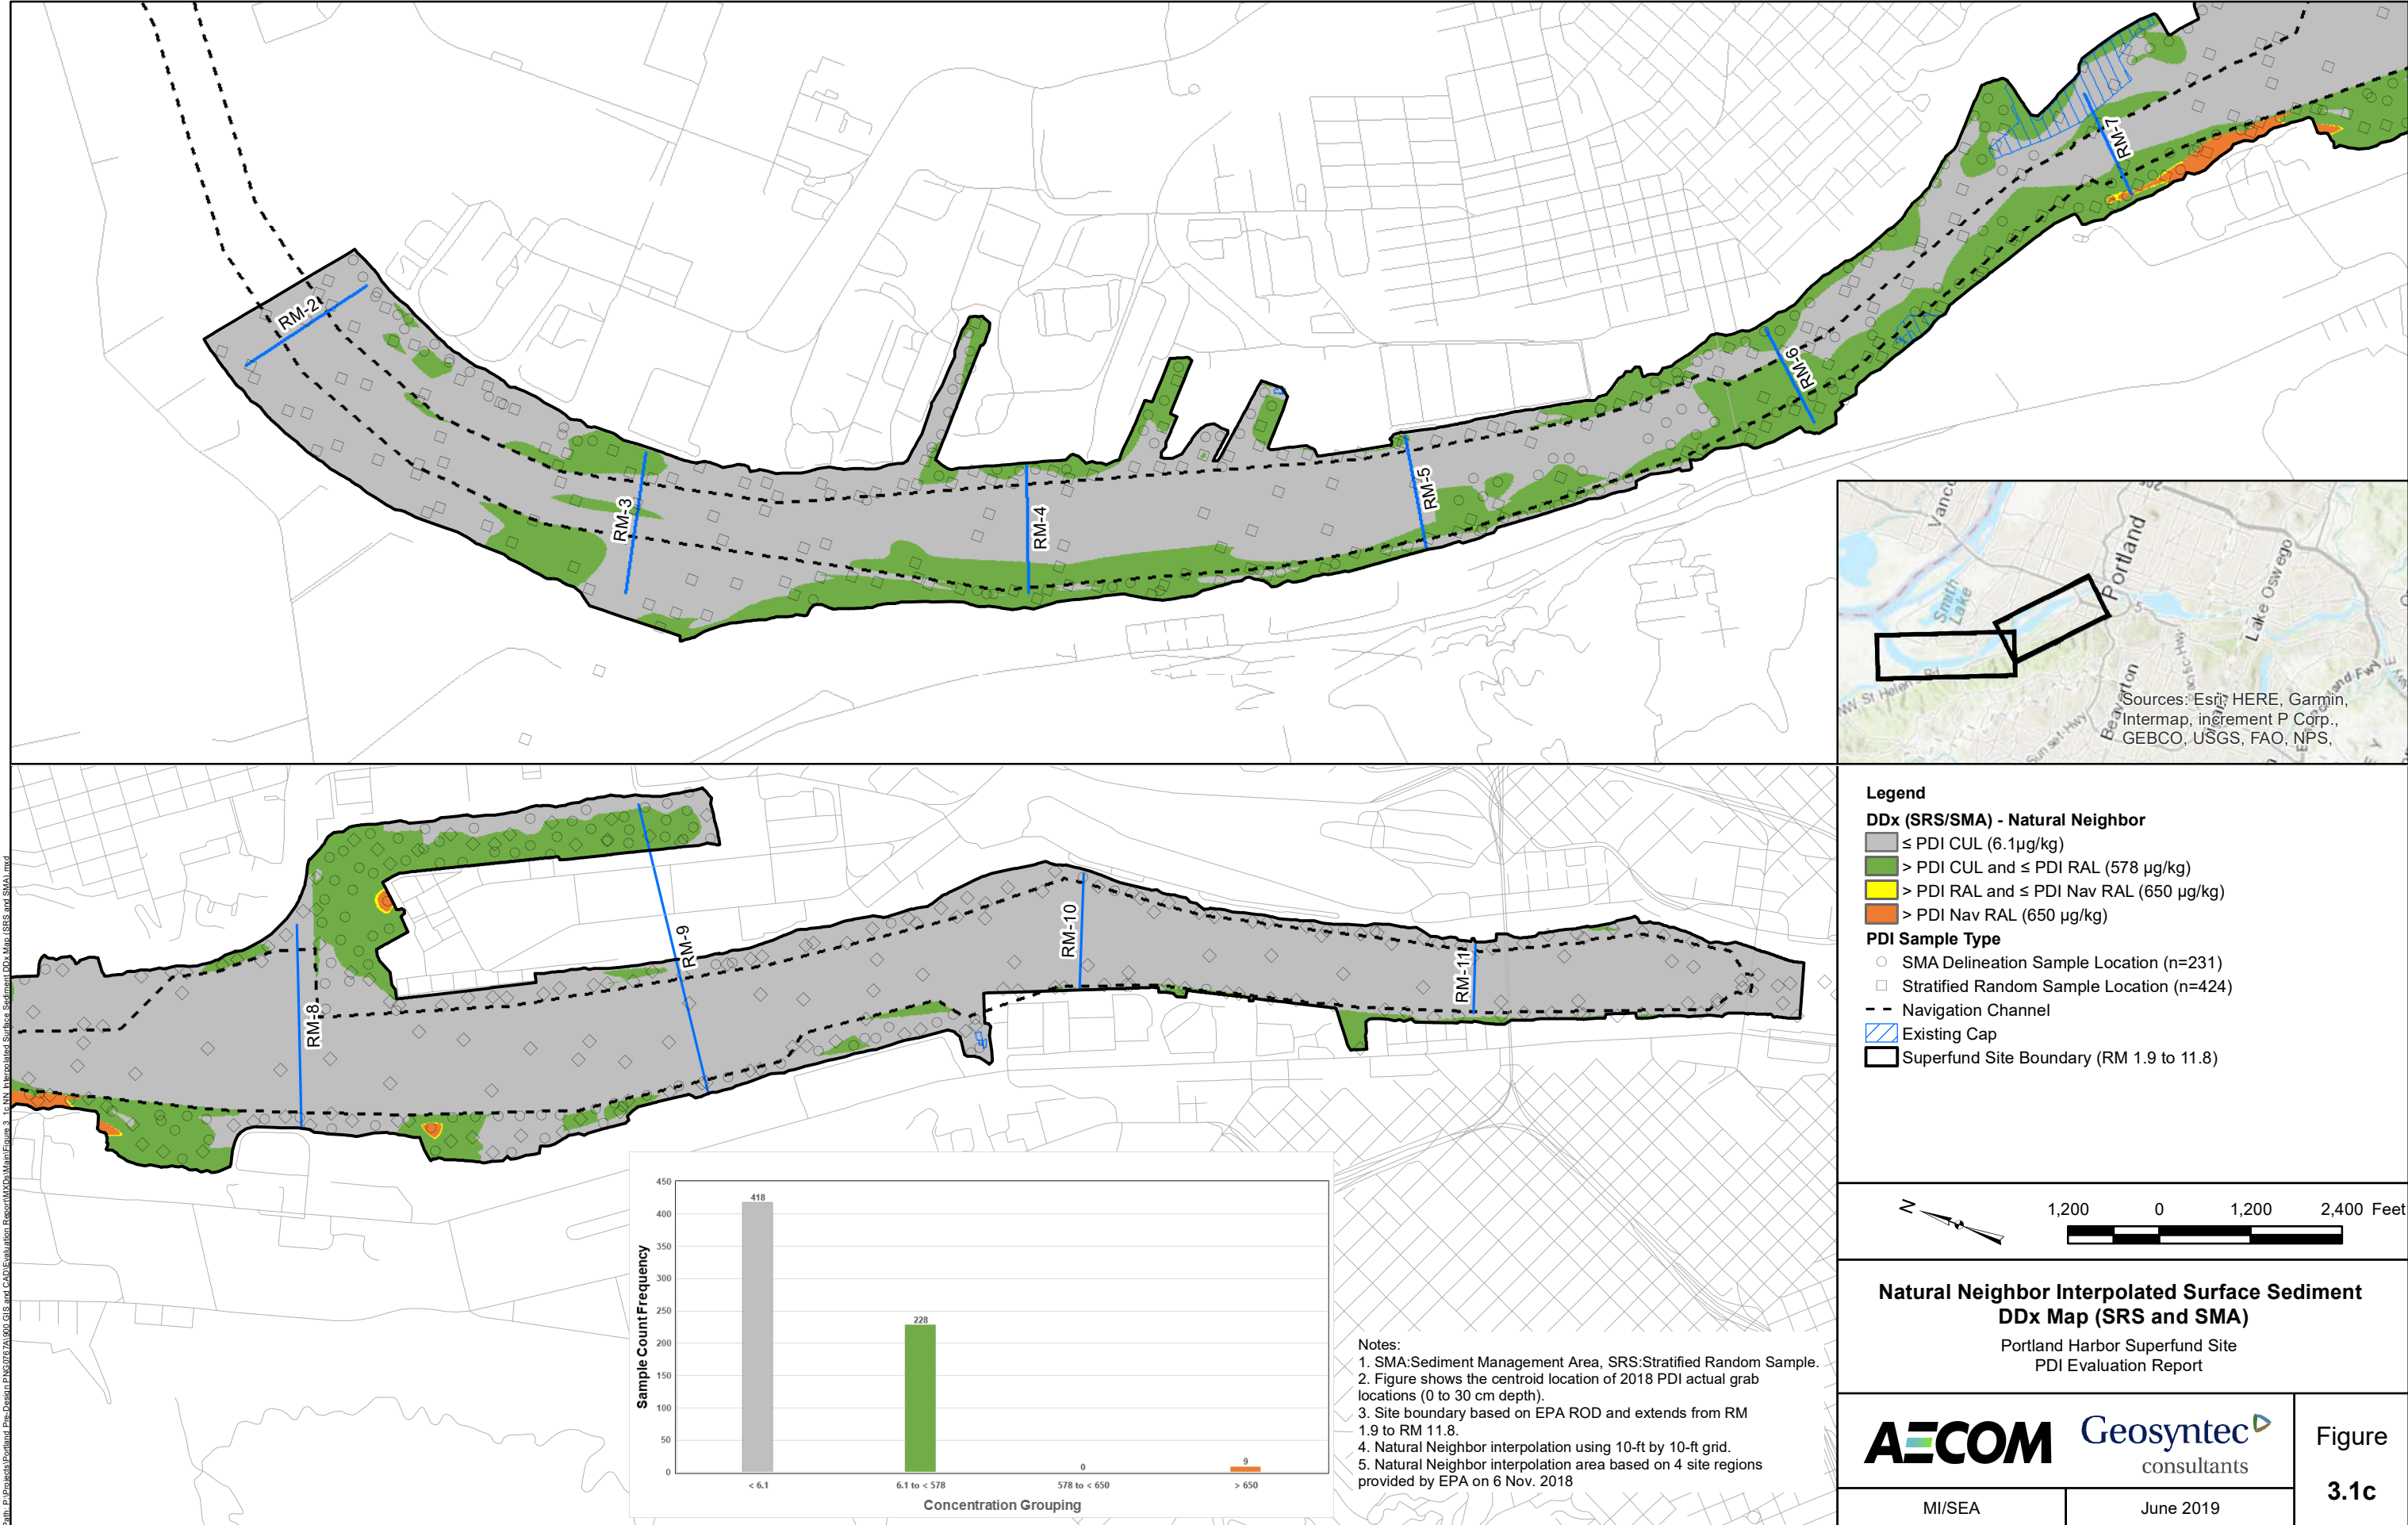 RM-2
RM-3
RM-4
RM-5
RM-6
RM-7
Portland
Smith
Lake
Lake Oswego
Beaverton
NW St Helens Rd
Sunset Hwy
5
Sources: Esri, HERE, Garmin,
Intermap, increment P Corp.,
GEBCO, USGS, FAO, NPS,
RM-8
RM-9
RM-10
RM-11
Legend
DDx (SRS/SMA) - Natural Neighbor
≤ PDI CUL (6.1µg/kg)
> PDI CUL and ≤ PDI RAL (578 µg/kg)
> PDI RAL and ≤ PDI Nav RAL (650 µg/kg)
> PDI Nav RAL (650 µg/kg)
PDI Sample Type
SMA Delineation Sample Location (n=231)
Stratified Random Sample Location (n=424)
Navigation Channel
Existing Cap
Superfund Site Boundary (RM 1.9 to 11.8)
N
1,200 0 1,200 2,400 Feet
Natural Neighbor Interpolated Surface Sediment
DDx Map (SRS and SMA)
Portland Harbor Superfund Site
PDI Evaluation Report
AECOM
Geosyntec
consultants
Figure
3.1c
MI/SEA
June 2019
Sample Count Frequency
450
400
350
300
250
200
150
100
50
0
418
228
0
9
< 6.1
6.1 to < 578
578 to < 650
> 650
Concentration Grouping
Notes:
1. SMA:Sediment Management Area, SRS:Stratified Random Sample.
2. Figure shows the centroid location of 2018 PDI actual grab
locations (0 to 30 cm depth).
3. Site boundary based on EPA ROD and extends from RM
1.9 to RM 11.8.
4. Natural Neighbor interpolation using 10-ft by 10-ft grid.
5. Natural Neighbor interpolation area based on 4 site regions
provided by EPA on 6 Nov. 2018